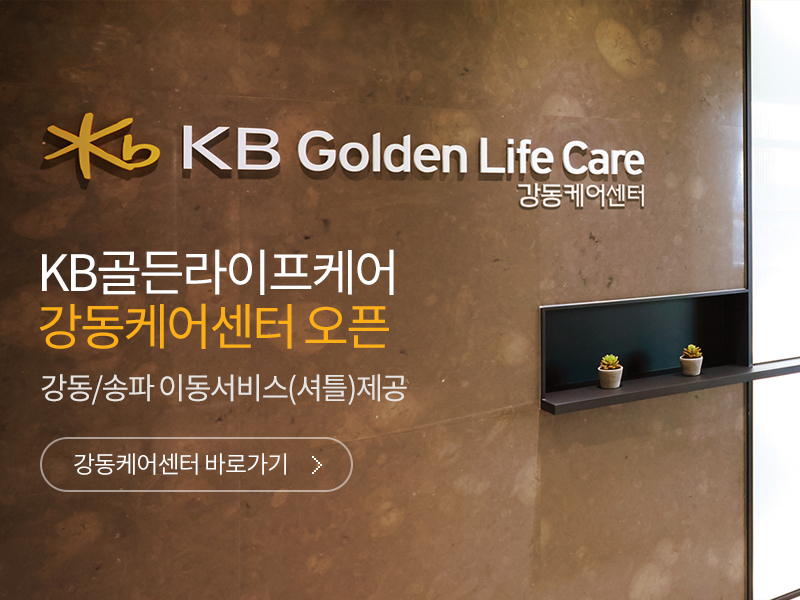 Kb KB Golden Life Care
강동케어센터
KB골든라이프케어
강동케어센터 오픈
강동/송파 이동서비스(셔틀)제공
강동케어센터 바로가기 >